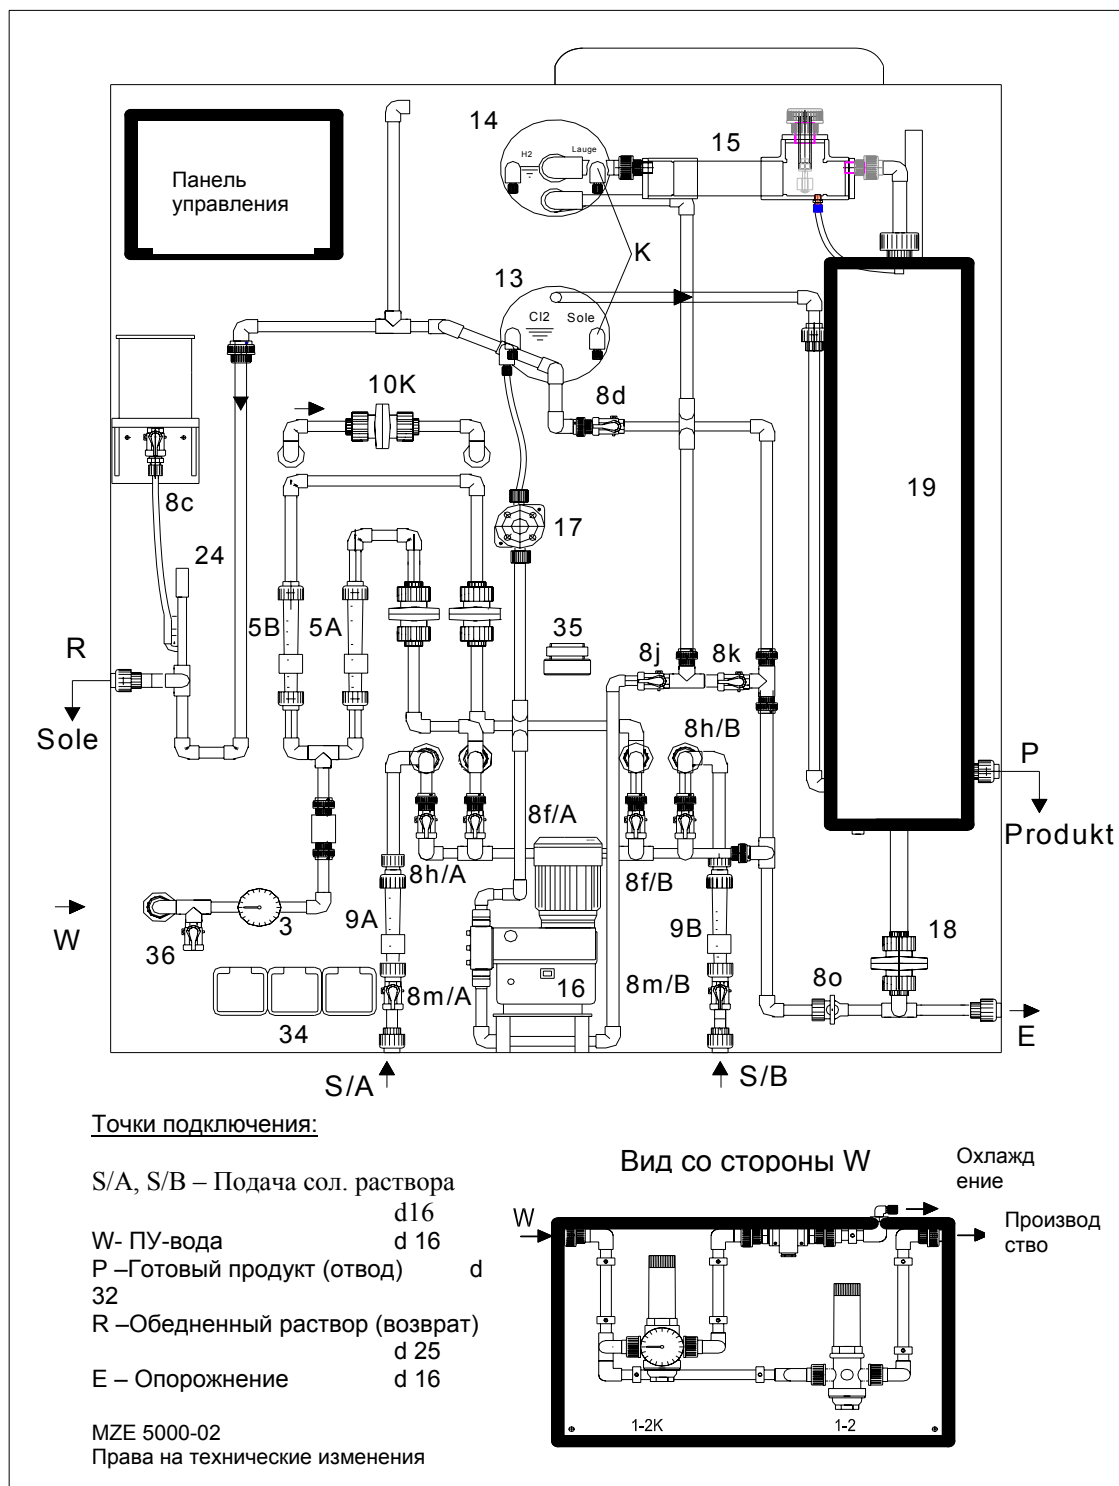 14
H2
Lauge
15
Панель
управления
K
13
Cl2
Sole
10K
8d
8c
19
17
24
5B
5A
35
R
8j
8k
Sole
8h/B
P
8f/A
Produkt
8h/A
8f/B
W
3
9A
9B
18
36
16
8o
8m/A
8m/B
34
E
S/A
S/B
Точки подключения:
S/A, S/B – Подача сол. раствора
d16
W- ПУ-вода d 16
P –Готовый продукт (отвод) d
32
R –Обедненный раствор (возврат)
d 25
E – Опорожнение d 16
MZE 5000-02
Права на технические изменения
Вид со стороны W
Охлажд
ение
W
Производ
ство
1-2K
1-2